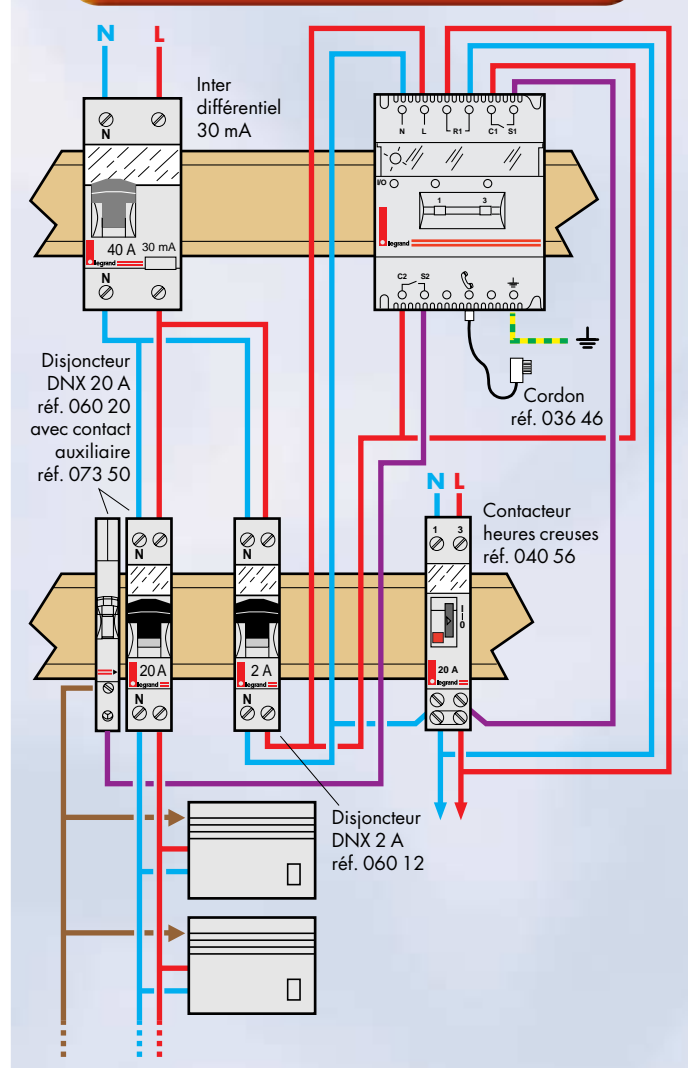 N L
Inter
différentiel
30 mA
N
40 A 30 mA
legrand
N
N L R1 C1 S1
I/O
1 3
legrand
C2 S2
Cordon
réf. 036 46
Disjoncteur
DNX 20 A
réf. 060 20
avec contact
auxiliaire
réf. 073 50
N
20 A
legrand
N
N
2 A
legrand
N
N L
1 3
Contacteur
heures creuses
réf. 040 56
I
0
20 A
legrand
Disjoncteur
DNX 2 A
réf. 060 12